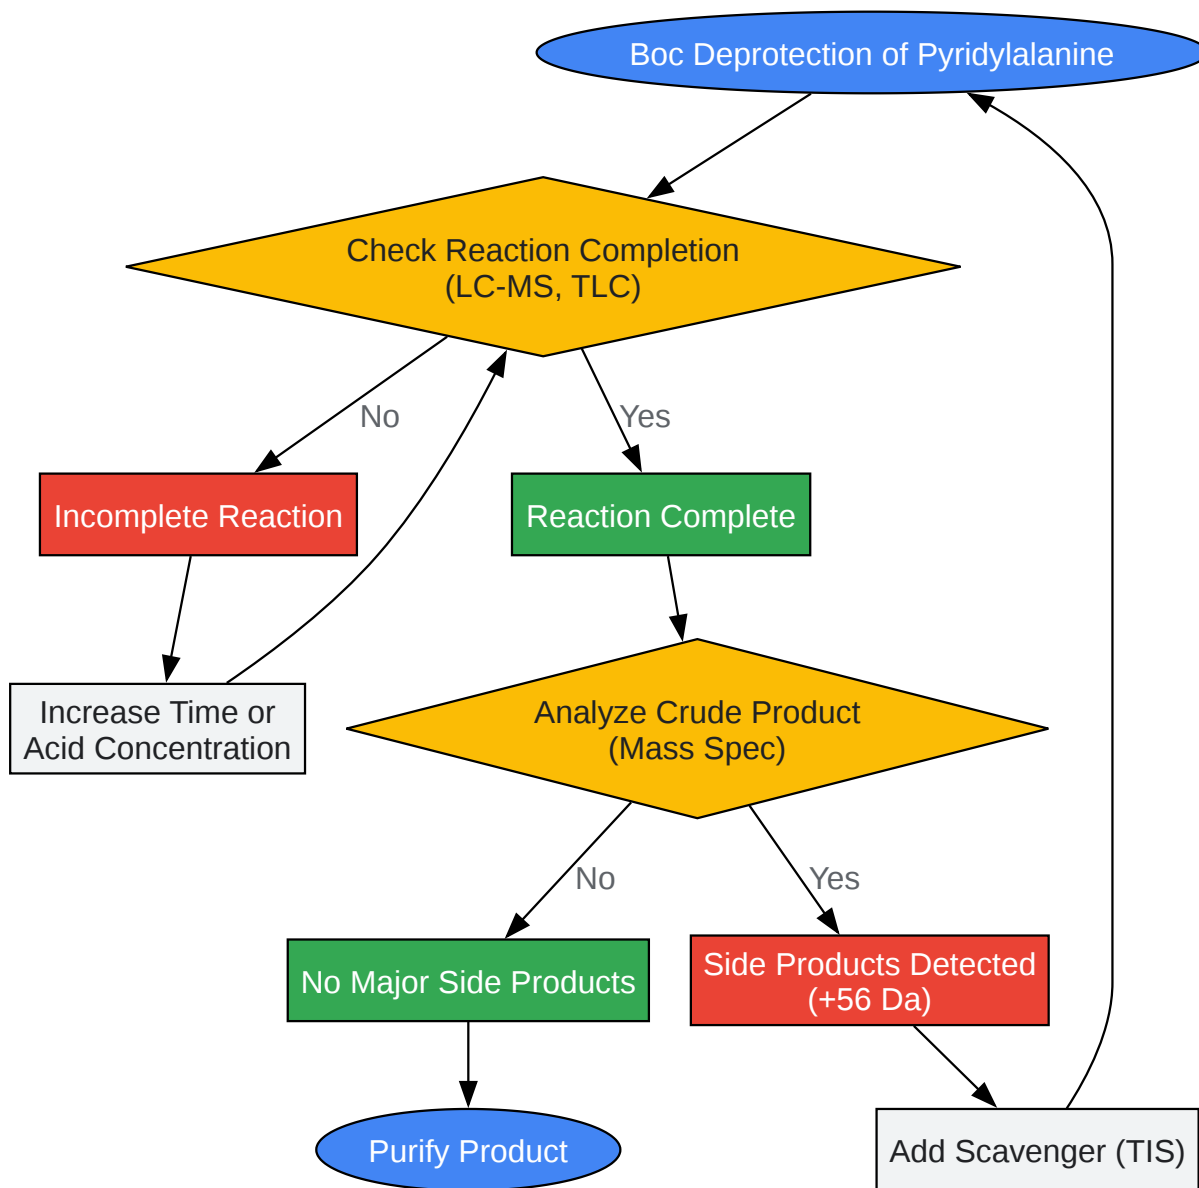 Boc Deprotection of Pyridylalanine
Check Reaction Completion
(LC-MS, TLC)
No
Yes
Incomplete Reaction
Reaction Complete
Increase Time or
Acid Concentration
Analyze Crude Product
(Mass Spec)
No
Yes
No Major Side Products
Side Products Detected
(+56 Da)
Purify Product
Add Scavenger (TIS)